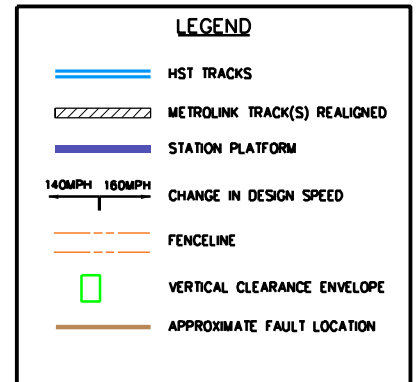 LEGEND
HST TRACKS
METROLINK TRACK(S) REALIGNED
STATION PLATFORM
140MPH 160MPH
CHANGE IN DESIGN SPEED
FENCELINE
VERTICAL CLEARANCE ENVELOPE
APPROXIMATE FAULT LOCATION